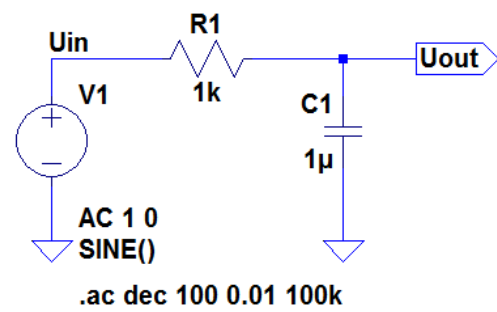 R1
Uin
Uout
V1
1k
C1
1µ
AC 1 0
SINE()
.ac dec 100 0.01 100k